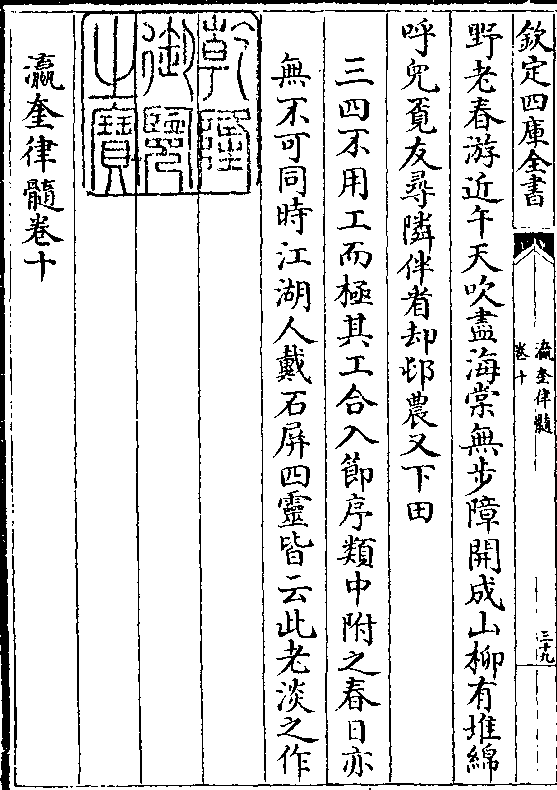 欽定四庫全書
瀛奎律髓
卷十
三十九
野老春游近午天吹盡海棠無步障開成山柳有堆綿
呼兒覔友尋隣伴看却邨農又下田
三四不用工而極其工合入節序類中附之春日亦
無不可同時江湖人戴石屏四靈皆云此老淡之作
乾隆
御覽
之寶
瀛奎律髓卷十